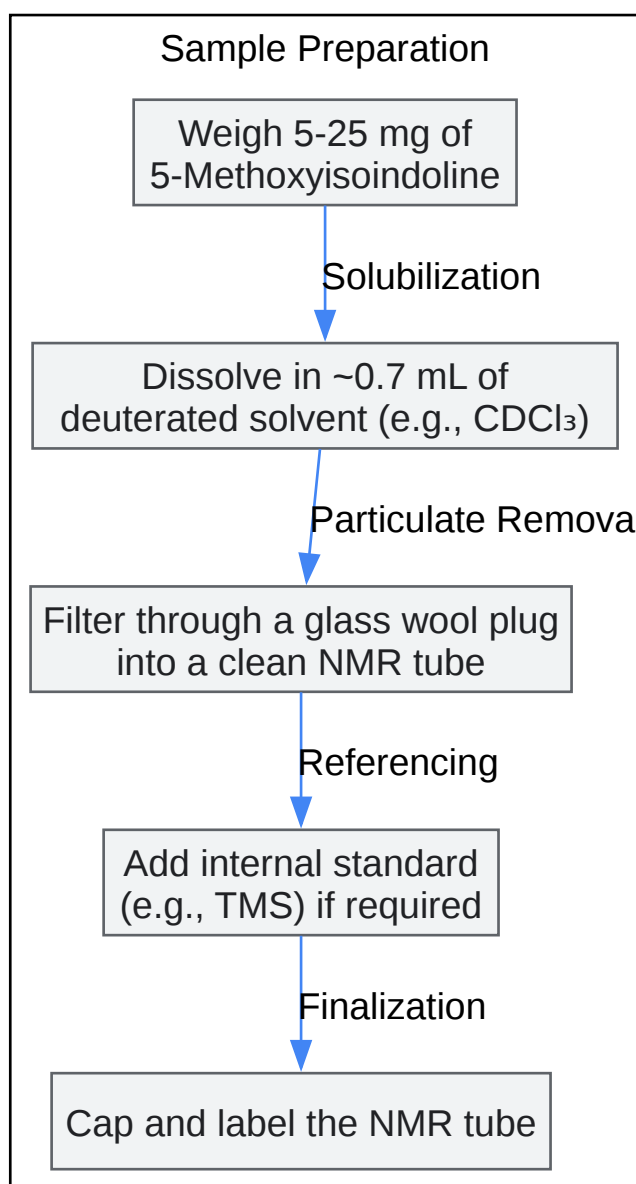 Sample Preparation
Weigh 5-25 mg of
5-Methoxyisoindoline
Solubilization
Dissolve in ~0.7 mL of
deuterated solvent (e.g., CDCl₃)
Particulate Remova
Filter through a glass wool plug
into a clean NMR tube
Referencing
Add internal standard
(e.g., TMS) if required
Finalization
Cap and label the NMR tube